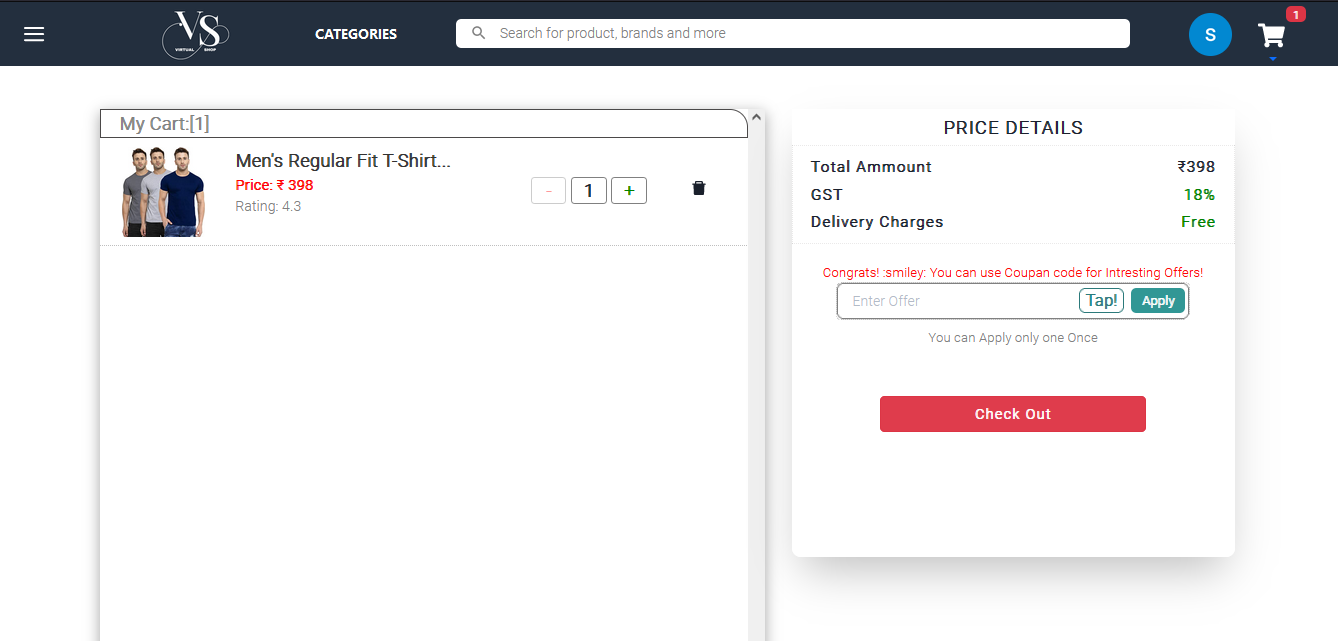 VS
VIRTUAL SHOP
CATEGORIES
Search for product, brands and more
S
1
My Cart:[1]
Men's Regular Fit T-Shirt...
Price: ₹ 398
Rating: 4.3
- 1 +
PRICE DETAILS
Total Ammount ₹398
GST 18%
Delivery Charges Free
Congrats! :smiley: You can use Coupan code for Intresting Offers!
Enter Offer Tap! Apply
You can Apply only one Once
Check Out